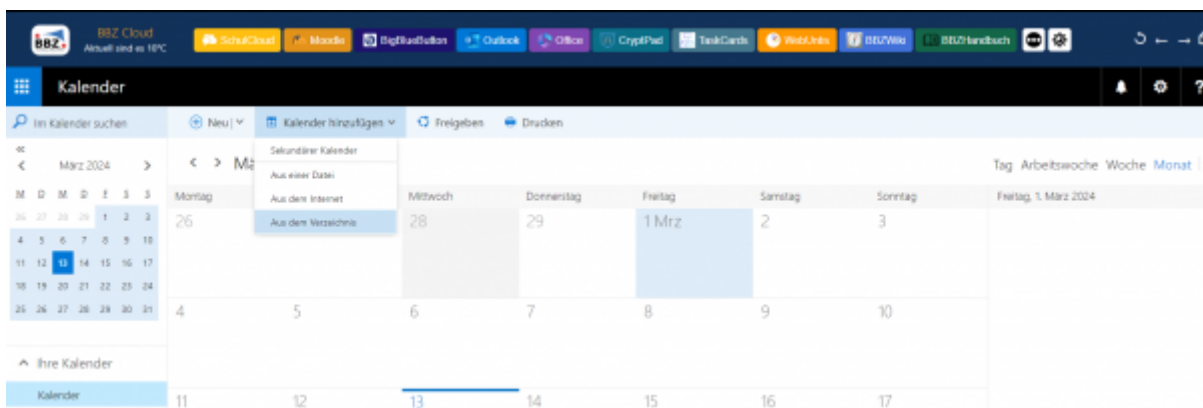 BBZ
BBZ Cloud
Aktuell sind es 10°C
SchulCloud
Moodle
BigBlueButton
Outlook
Office
CryptPad
TaskCards
WebUntis
BBZWiki
BBZHandbuch
Kalender
?
Im Kalender suchen
Neu
Kalender hinzufügen
Freigeben
Drucken
Sekundärer Kalender
Aus einer Datei
Aus dem Internet
Aus dem Verzeichnis
März 2024
Mä
Tag Arbeitswoche Woche Monat
M D M D F S S
26 27 28 29 1 2 3
4 5 6 7 8 9 10
11 12 13 14 15 16 17
18 19 20 21 22 23 24
25 26 27 28 29 30 31
Montag Mittwoch Donnerstag Freitag Samstag Sonntag
Freitag, 1. März 2024
26 28 29 1 Mrz 2 3
4 5 6 7 8 9 10
Ihre Kalender
Kalender
11 12 13 14 15 16 17